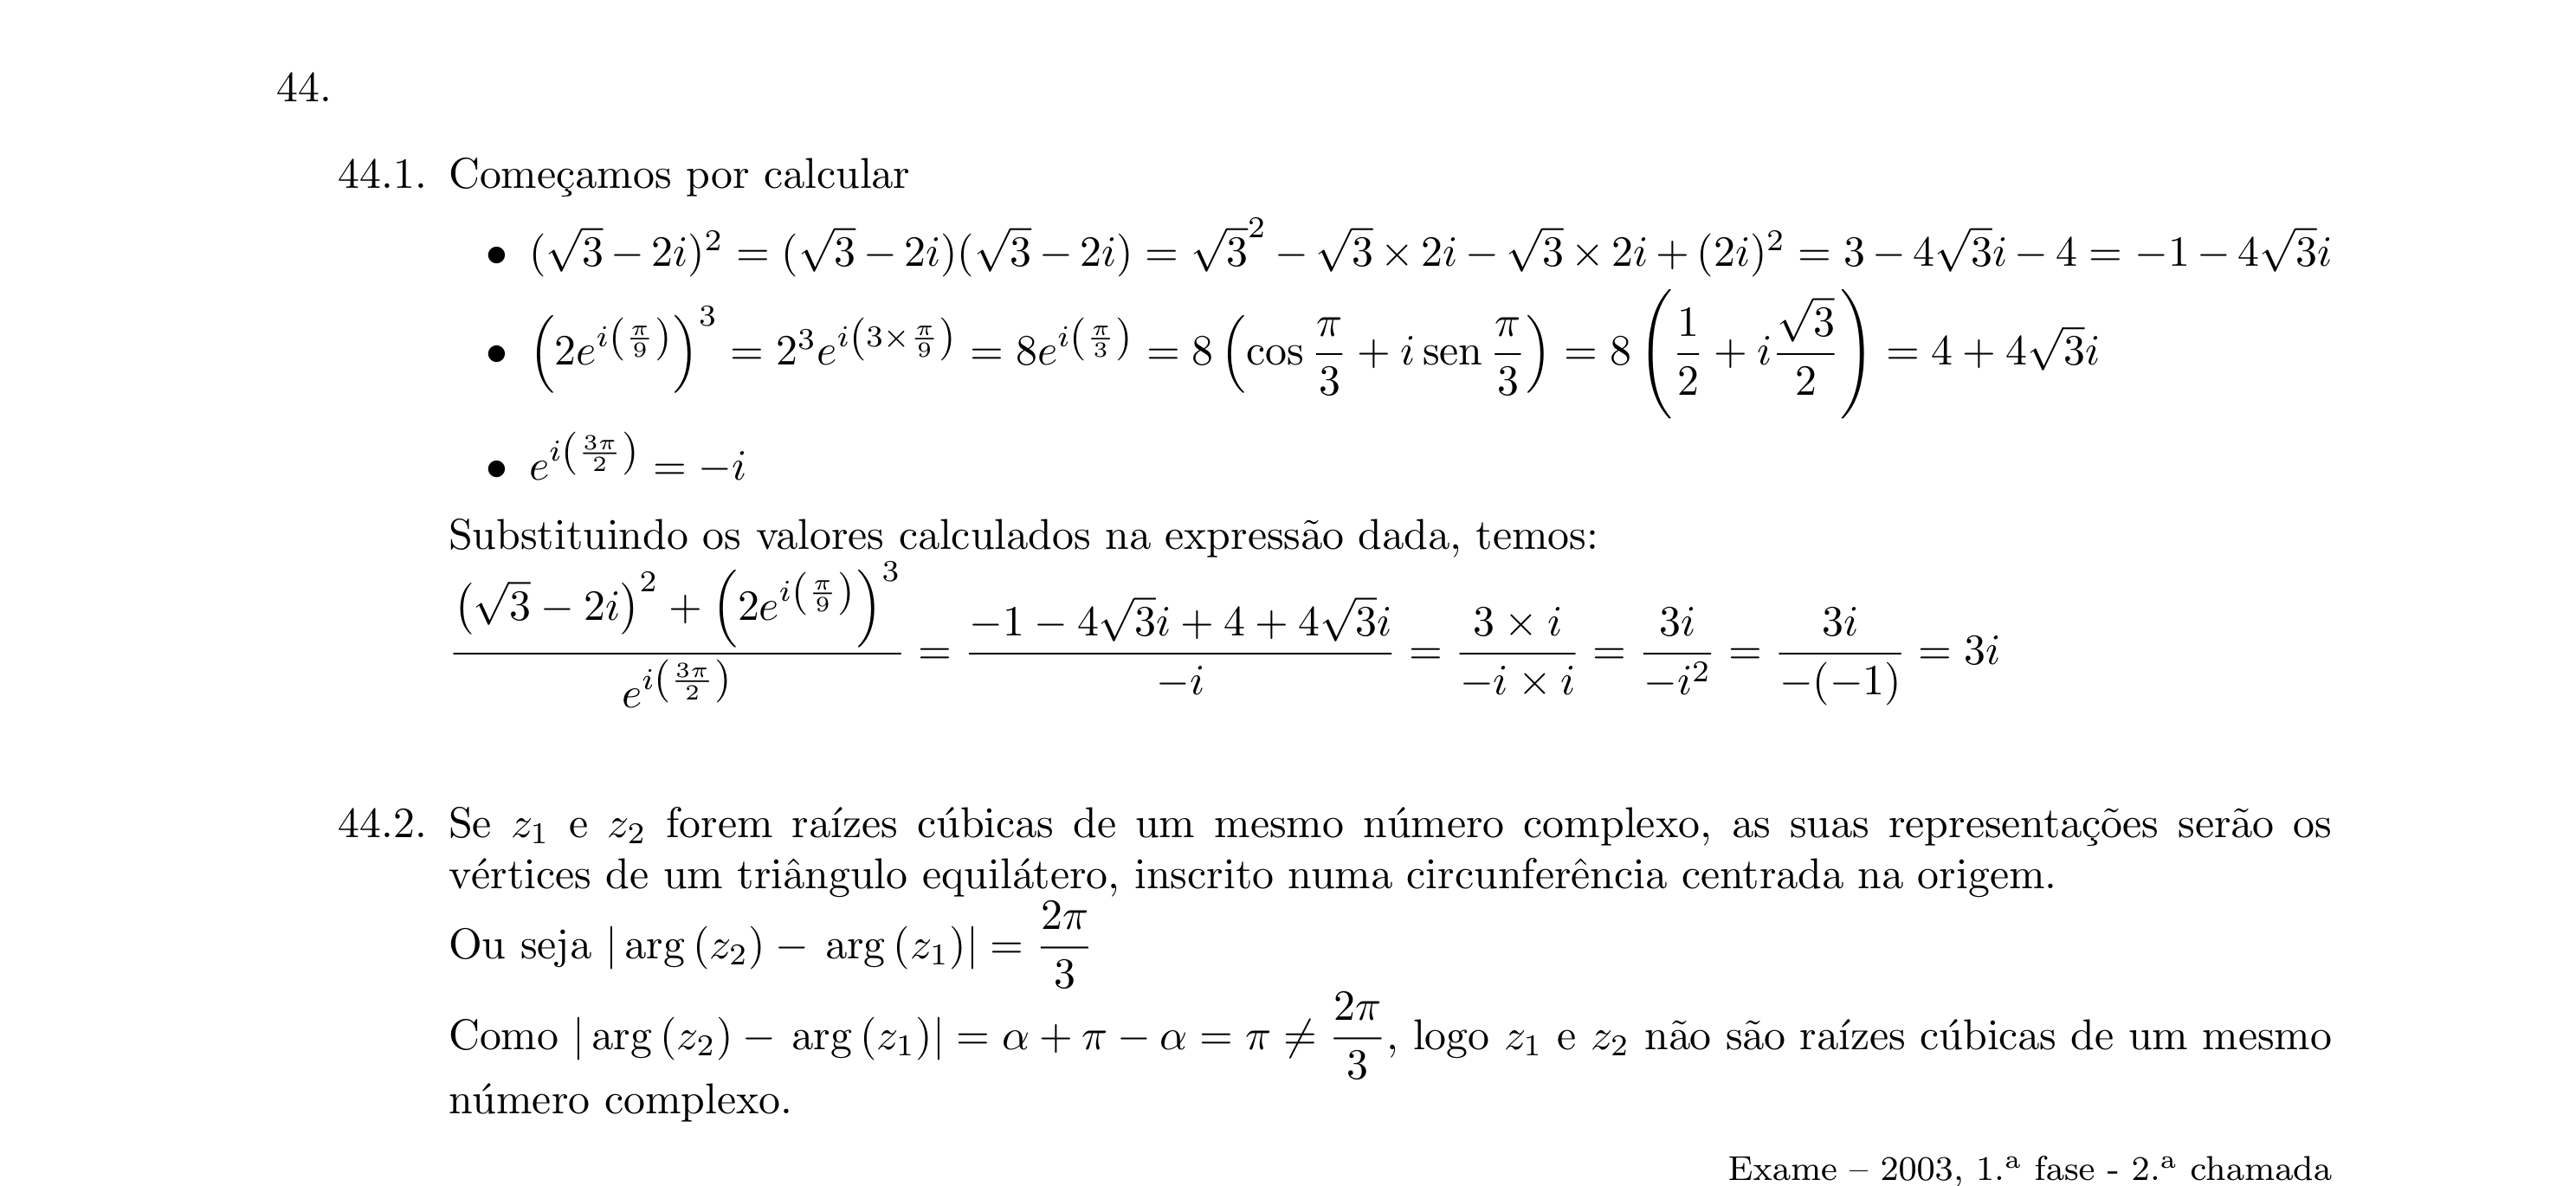 44.
44.1. Começamos por calcular
• $(\sqrt{3} - 2i)^2 = (\sqrt{3} - 2i)(\sqrt{3} - 2i) = \sqrt{3}^2 - \sqrt{3} \times 2i - \sqrt{3} \times 2i + (2i)^2 = 3 - 4\sqrt{3}i - 4 = -1 - 4\sqrt{3}i$
• $\left(2e^{i\left(\frac{\pi}{9}\right)}\right)^3 = 2^3 e^{i\left(3 \times \frac{\pi}{9}\right)} = 8e^{i\left(\frac{\pi}{3}\right)} = 8\left(\cos\frac{\pi}{3} + i\,\text{sen}\,\frac{\pi}{3}\right) = 8\left(\frac{1}{2} + i\frac{\sqrt{3}}{2}\right) = 4 + 4\sqrt{3}i$
• $e^{i\left(\frac{3\pi}{2}\right)} = -i$
Substituindo os valores calculados na expressão dada, temos:
$\frac{\left(\sqrt{3} - 2i\right)^2 + \left(2e^{i\left(\frac{\pi}{9}\right)}\right)^3}{e^{i\left(\frac{3\pi}{2}\right)}} = \frac{-1 - 4\sqrt{3}i + 4 + 4\sqrt{3}i}{-i} = \frac{3 \times i}{-i \times i} = \frac{3i}{-i^2} = \frac{3i}{-(-1)} = 3i$
44.2. Se $z_1$ e $z_2$ forem raízes cúbicas de um mesmo número complexo, as suas representações serão os
vértices de um triângulo equilátero, inscrito numa circunferência centrada na origem.
Ou seja $|\arg(z_2) - \arg(z_1)| = \frac{2\pi}{3}$
Como $|\arg(z_2) - \arg(z_1)| = \alpha + \pi - \alpha = \pi \neq \frac{2\pi}{3}$, logo $z_1$ e $z_2$ não são raízes cúbicas de um mesmo
número complexo.
Exame – 2003, 1.ª fase - 2.ª chamada